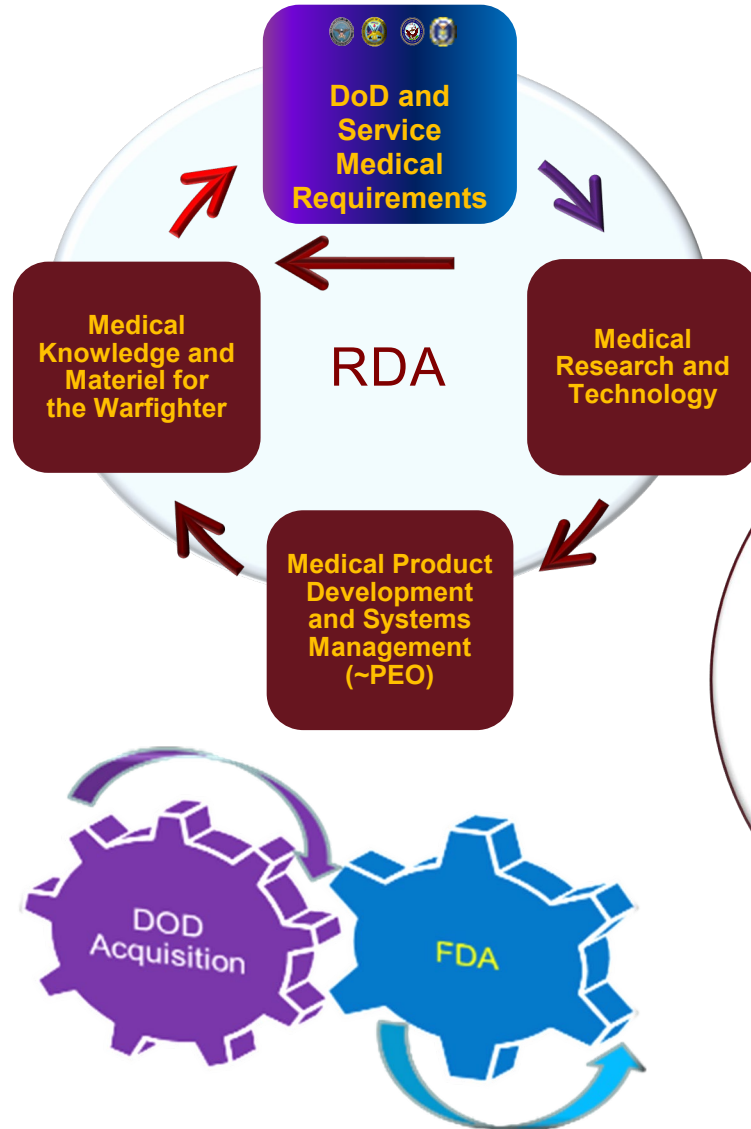 DoD and
Service
Medical
Requirements
Medical
Knowledge and
Materiel for
the Warfighter
RDA
Medical
Research and
Technology
Medical Product
Development
and Systems
Management
(~PEO)
DOD
Acquisition
FDA